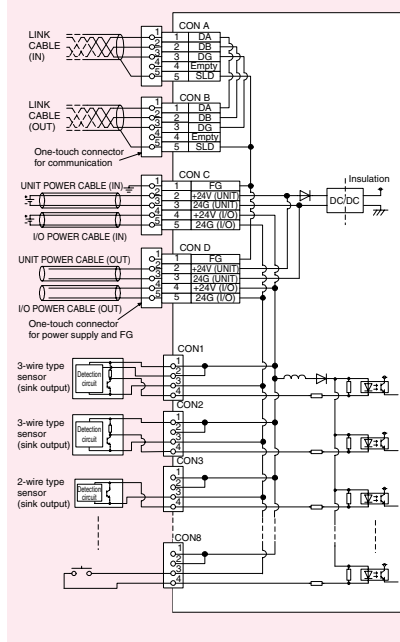 CON A
LINK
CABLE
(IN)
1
2
3
4
5
1 DA
2 DB
3 DG
4 Empty
5 SLD
CON B
LINK
CABLE
(OUT)
1
2
3
4
5
1 DA
2 DB
3 DG
4 Empty
5 SLD
One-touch connector
for communication
CON C
UNIT POWER CABLE (IN)
1
2
3
4
5
1 FG
2 +24V (UNIT)
3 24G (UNIT)
4 +24V (I/O)
5 24G (I/O)
I/O POWER CABLE (IN)
Insulation
DC/DC
CON D
UNIT POWER CABLE (OUT)
1
2
3
4
5
1 FG
2 +24V (UNIT)
3 24G (UNIT)
4 +24V (I/O)
5 24G (I/O)
I/O POWER CABLE (OUT)
One-touch connector
for power supply and FG
CON1
3-wire type
sensor
(sink output)
Detection
circuit
1
2
3
4
CON2
3-wire type
sensor
(sink output)
Detection
circuit
1
2
3
4
CON3
2-wire type
sensor
(sink output)
Detection
circuit
1
2
3
4
CON8
1
2
3
4